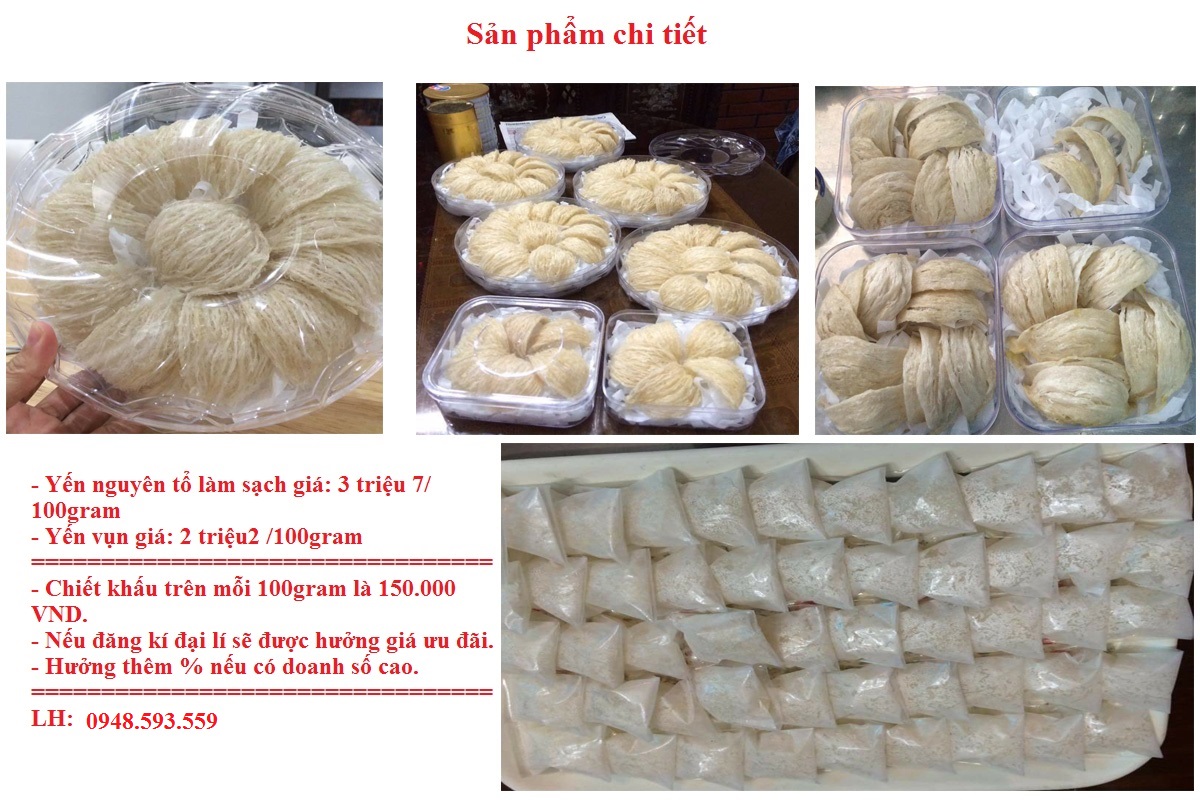 Sản phẩm chi tiết
- Yến nguyên tổ làm sạch giá: 3 triệu 7/
100gram
- Yến vụn giá: 2 triệu2 /100gram
=================================
- Chiết khấu trên mỗi 100gram là 150.000
VND.
- Nếu đăng kí đại lí sẽ được hưởng giá ưu đãi.
- Hưởng thêm % nếu có doanh số cao.
=================================
LH: 0948.593.559